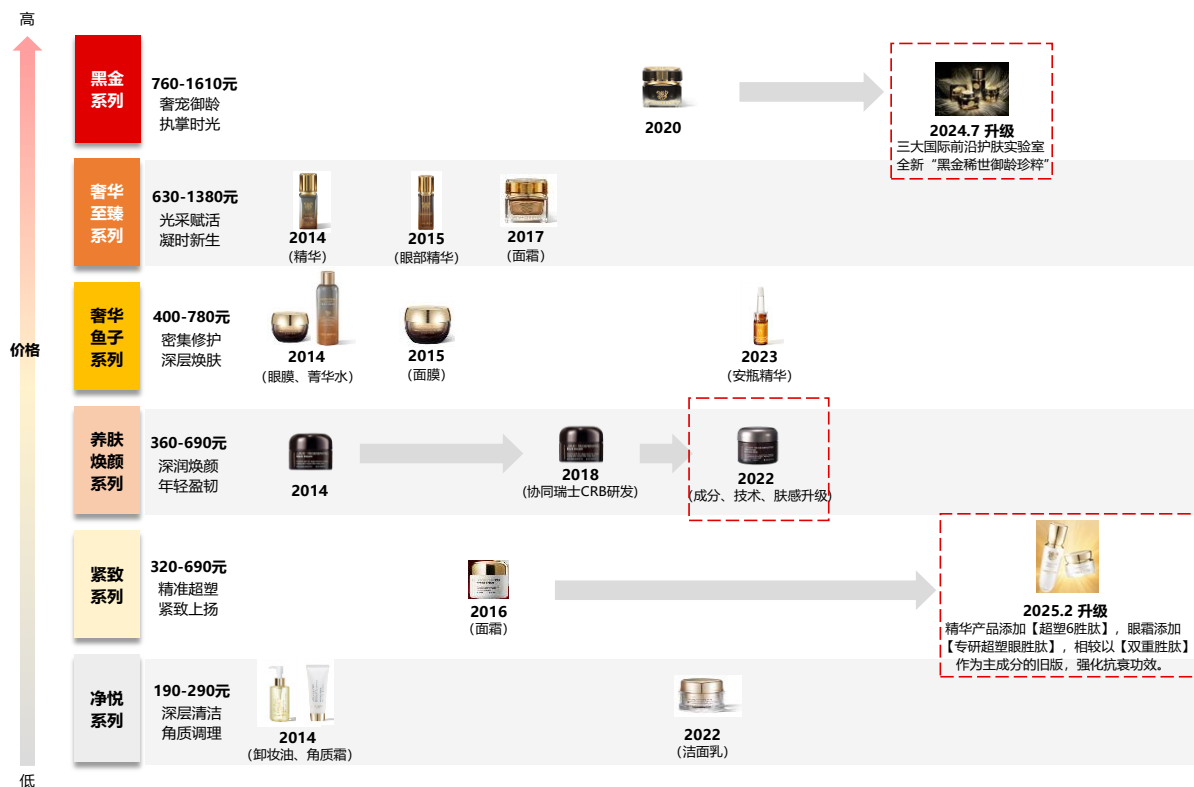 高
黑金
系列
760-1610元
奢宠御龄
执掌时光
2020
2024.7 升级
三大国际前沿护肤实验室
全新“黑金稀世御龄珍粹”
奢华
至臻
系列
630-1380元
光采赋活
凝时新生
2014
(精华)
2015
(眼部精华)
2017
(面霜)
奢华
鱼子
系列
400-780元
密集修护
深层焕肤
2014
(眼膜、菁华水)
2015
(面膜)
2023
(安瓶精华)
价格
养肤
焕颜
系列
360-690元
深润焕颜
年轻盈韧
2014
2018
(协同瑞士CRB研发)
2022
(成分、技术、肤感升级)
紧致
系列
320-690元
精准超塑
紧致上扬
2016
(面霜)
2025.2 升级
精华产品添加【超塑6胜肽】，眼霜添加
【专研超塑眼胜肽】，相较以【双重胜肽】
作为主成分的旧版，强化抗衰功效。
净悦
系列
190-290元
深层清洁
角质调理
2014
(卸妆油、角质霜)
2022
(洁面乳)
低